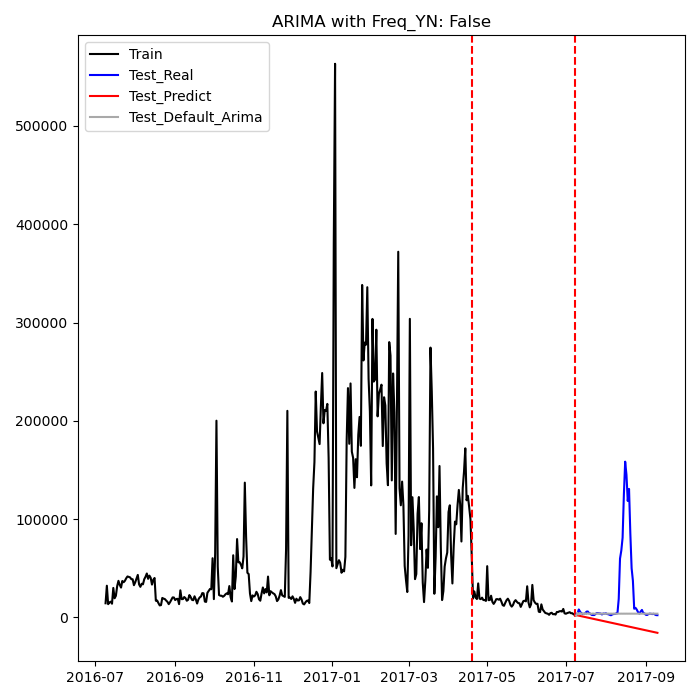 ARIMA with Freq_YN: False
Train
Test_Real
Test_Predict
Test_Default_Arima
500000
400000
300000
200000
100000
0
2016-07 2016-09 2016-11 2017-01 2017-03 2017-05 2017-07 2017-09